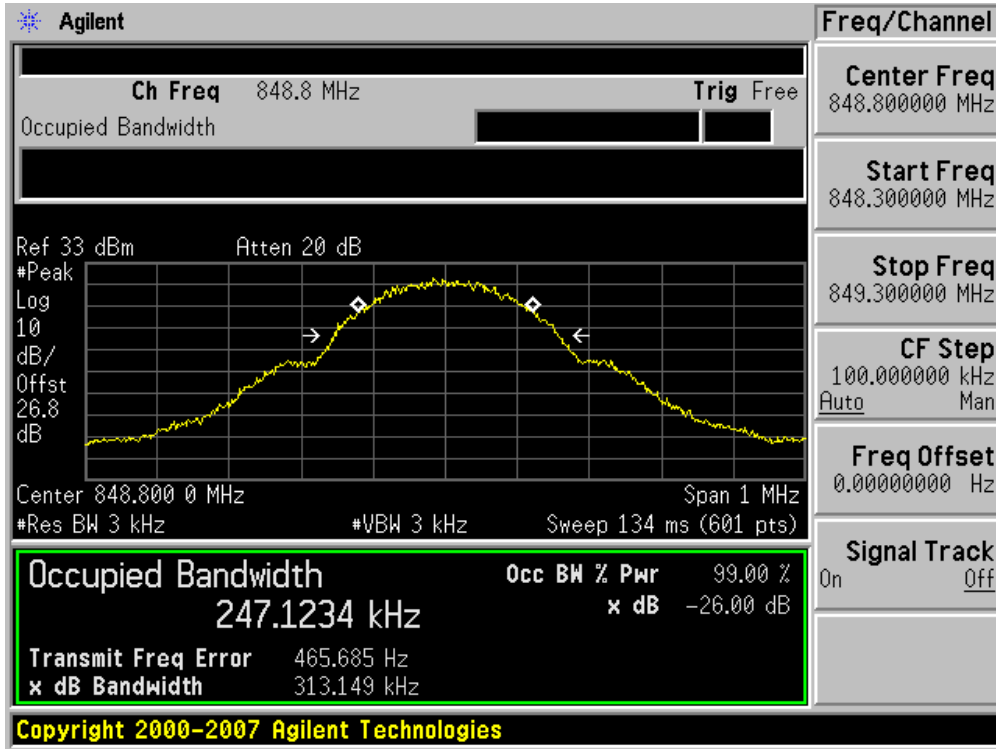 Agilent
Freq/Channel
Ch Freq 848.8 MHz Trig Free
Occupied Bandwidth
Center Freq
848.800000 MHz
Start Freq
848.300000 MHz
Stop Freq
849.300000 MHz
CF Step
100.000000 kHz
Auto Man
Freq Offset
0.00000000 Hz
Signal Track
On Off
Ref 33 dBm Atten 20 dB
#Peak
Log
10
dB/
Offst
26.8
dB
Center 848.800 0 MHz Span 1 MHz
#Res BW 3 kHz #VBW 3 kHz Sweep 134 ms (601 pts)
Occupied Bandwidth Occ BW % Pwr 99.00 %
247.1234 kHz x dB -26.00 dB
Transmit Freq Error 465.685 Hz
x dB Bandwidth 313.149 kHz
Copyright 2000-2007 Agilent Technologies